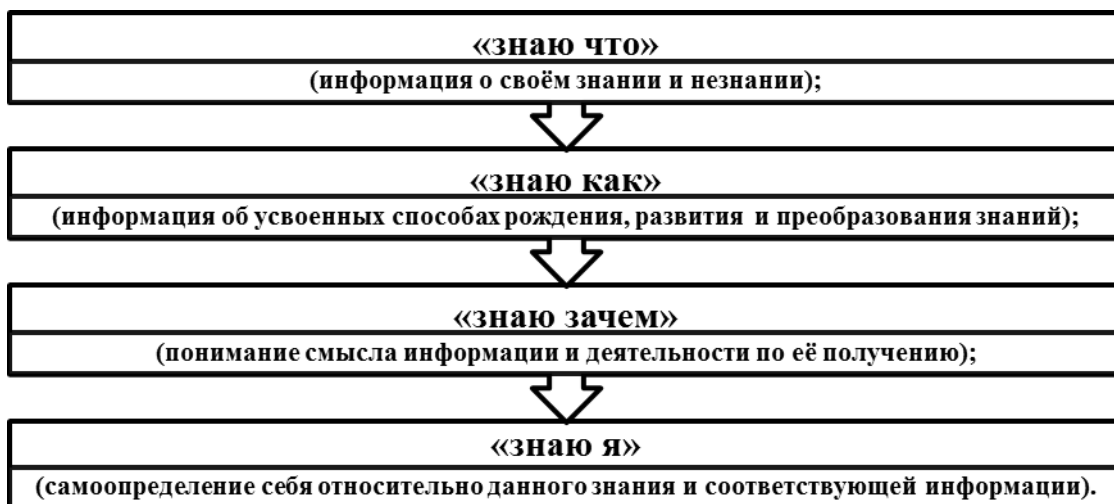 «знаю что»
(информация о своём знании и незнании);
«знаю как»
(информация об усвоенных способах рождения, развития и преобразования знаний);
«знаю зачем»
(понимание смысла информации и деятельности по её получению);
«знаю я»
(самоопределение себя относительно данного знания и соответствующей информации).